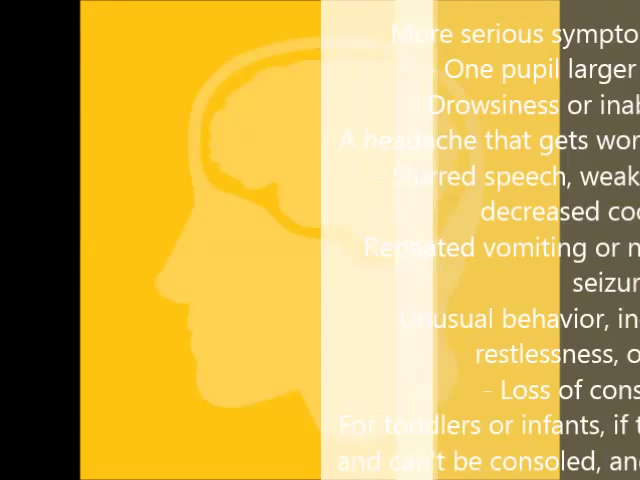 More serious sympto
- One pupil larger
- Drowsiness or inab
A headache that gets wor
- Slurred speech, weak
decreased coo
Repeated vomiting or n
seizur
- Unusual behavior, in
restlessness, o
- Loss of cons
For toddlers or infants, if t
and can't be consoled, an